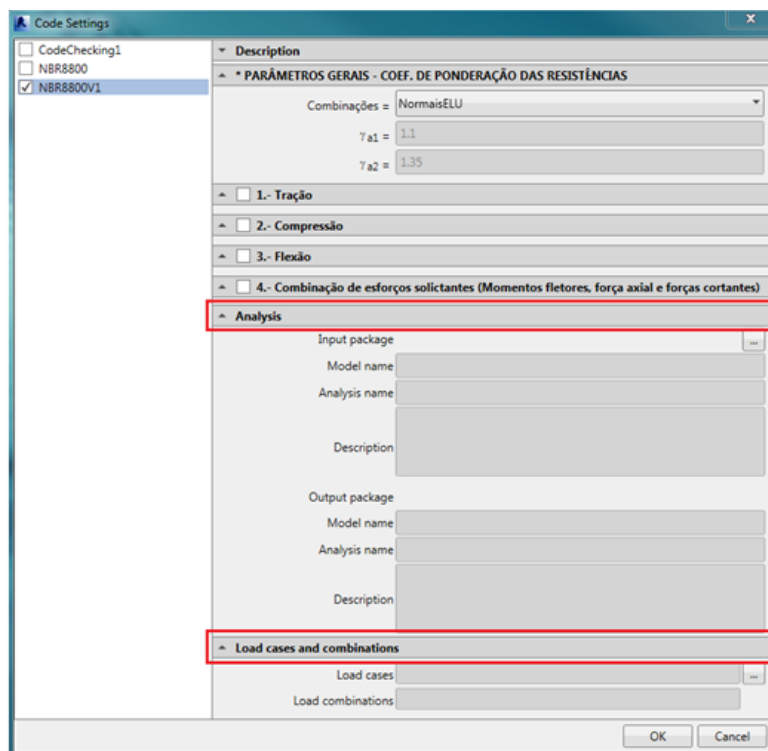 Code Settings
CodeChecking1
NBR8800
NBR8800V1
Description
* PARÂMETROS GERAIS - COEF. DE PONDERAÇÃO DAS RESISTÊNCIAS
Combinações = NormaisELU
γa1 = 1.1
γa2 = 1.35
1.- Tração
2.- Compressão
3.- Flexão
4.- Combinação de esforços solictantes (Momentos fletores, força axial e forças cortantes)
Analysis
Input package ...
Model name
Analysis name
Description
Output package
Model name
Analysis name
Description
Load cases and combinations
Load cases ...
Load combinations
OK Cancel